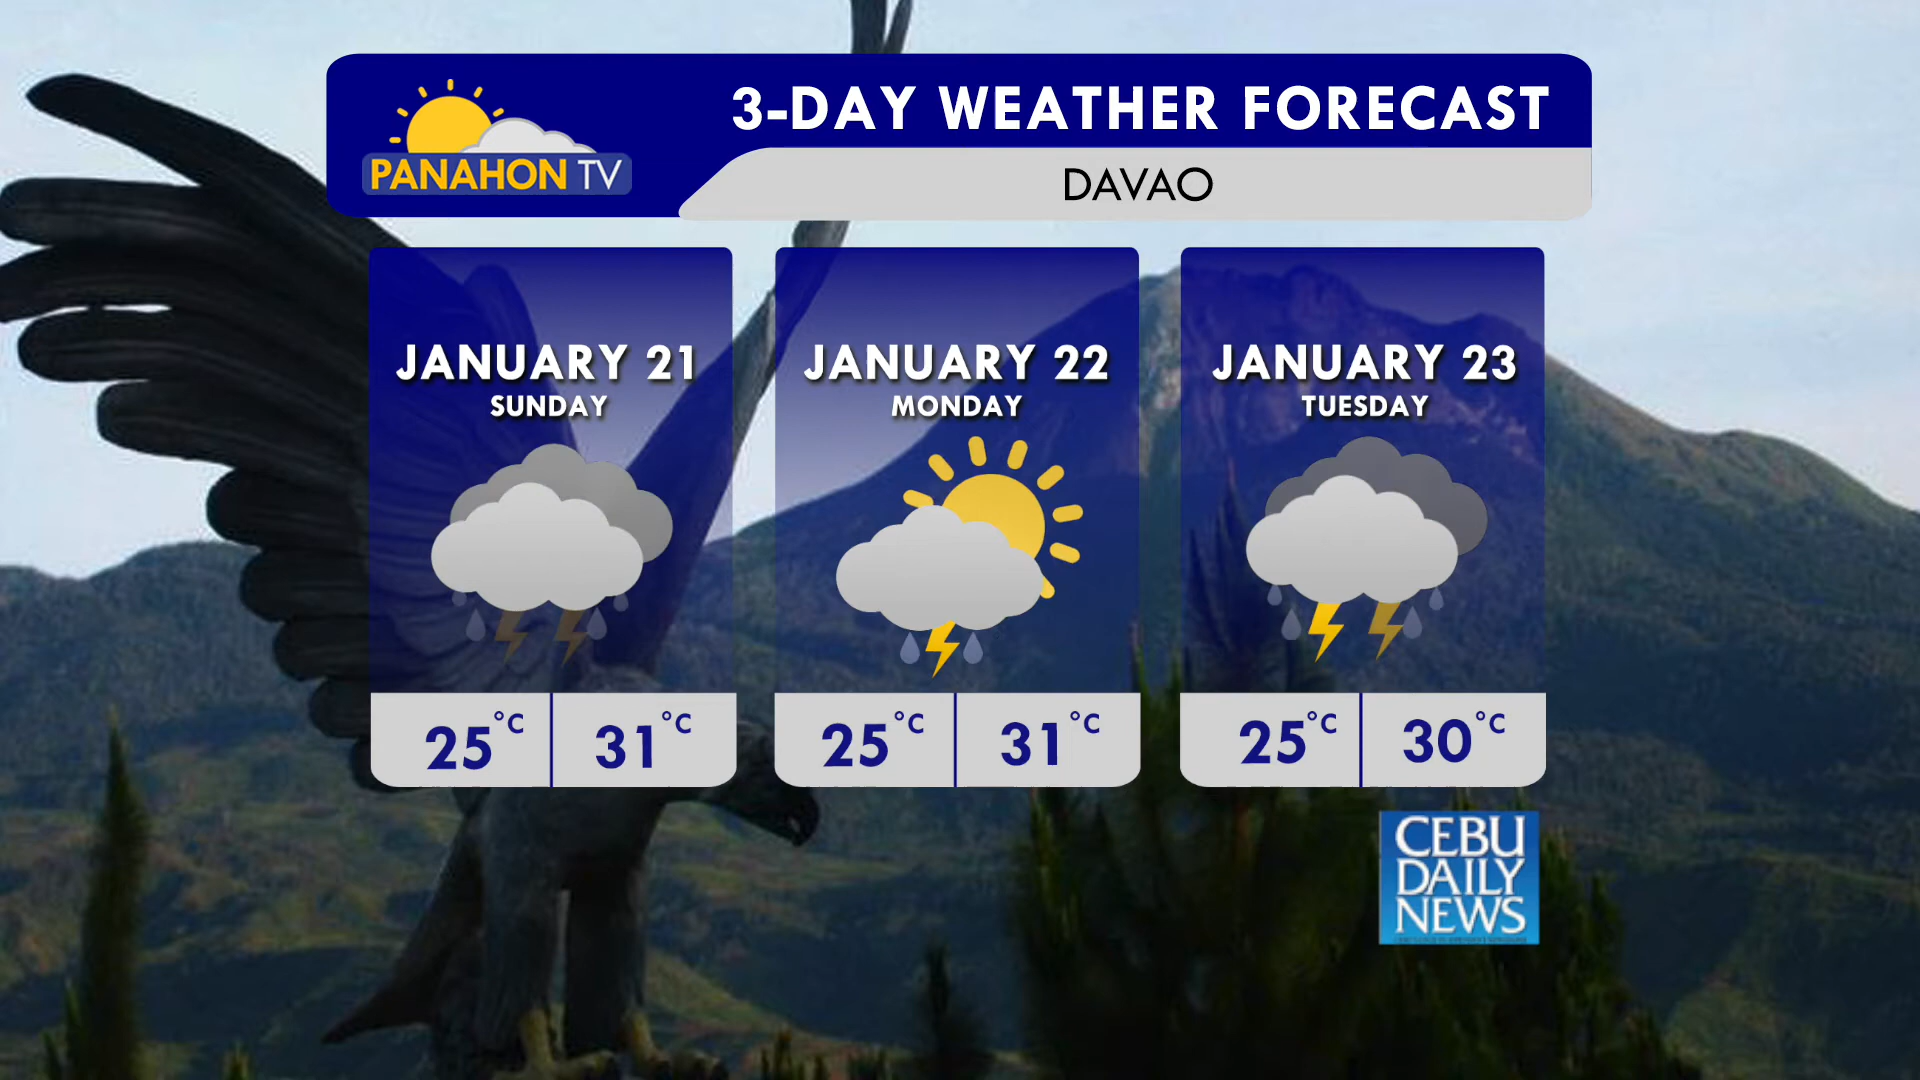 PANAHON TV
3-DAY WEATHER FORECAST
DAVAO
JANUARY 21
SUNDAY
25°C
31°C
JANUARY 22
MONDAY
25°C
31°C
JANUARY 23
TUESDAY
25°C
30°C
CEBU
DAILY
NEWS